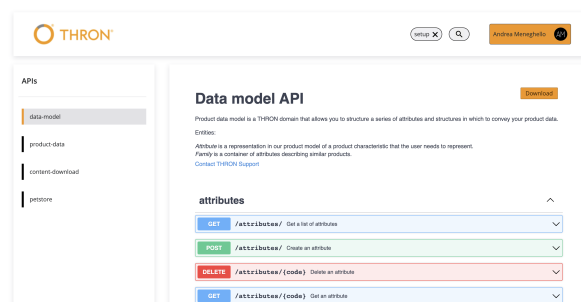 THRON
setup
Andrea Meneghello
AM
APIs
data-model
product-data
content-download
petstore
Download
Data model API
Product data model is a THRON domain that allows you to structure a series of attributes and structures in which to convey your product data.
Entities:
Attribute is a representation in our product model of a product characteristic that the user needs to represent.
Family is a container of attributes describing similar products.
Contact THRON Support
attributes
GET /attributes/ Get a list of attributes
POST /attributes/ Create an attribute
DELETE /attributes/{code} Delete an attribute
GET /attributes/{code} Get an attribute